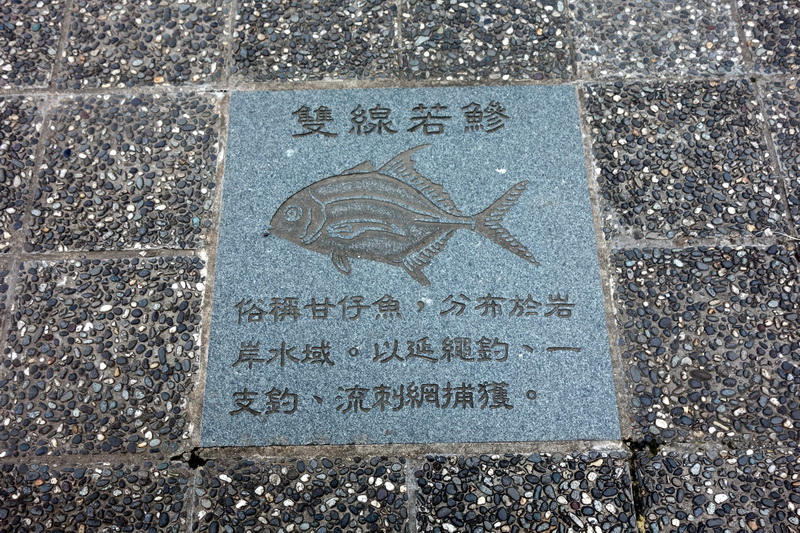 雙線若鰺
俗稱甘仔魚,分布於岩
岸水域。以延繩釣、一
支釣、流刺網捕獲。